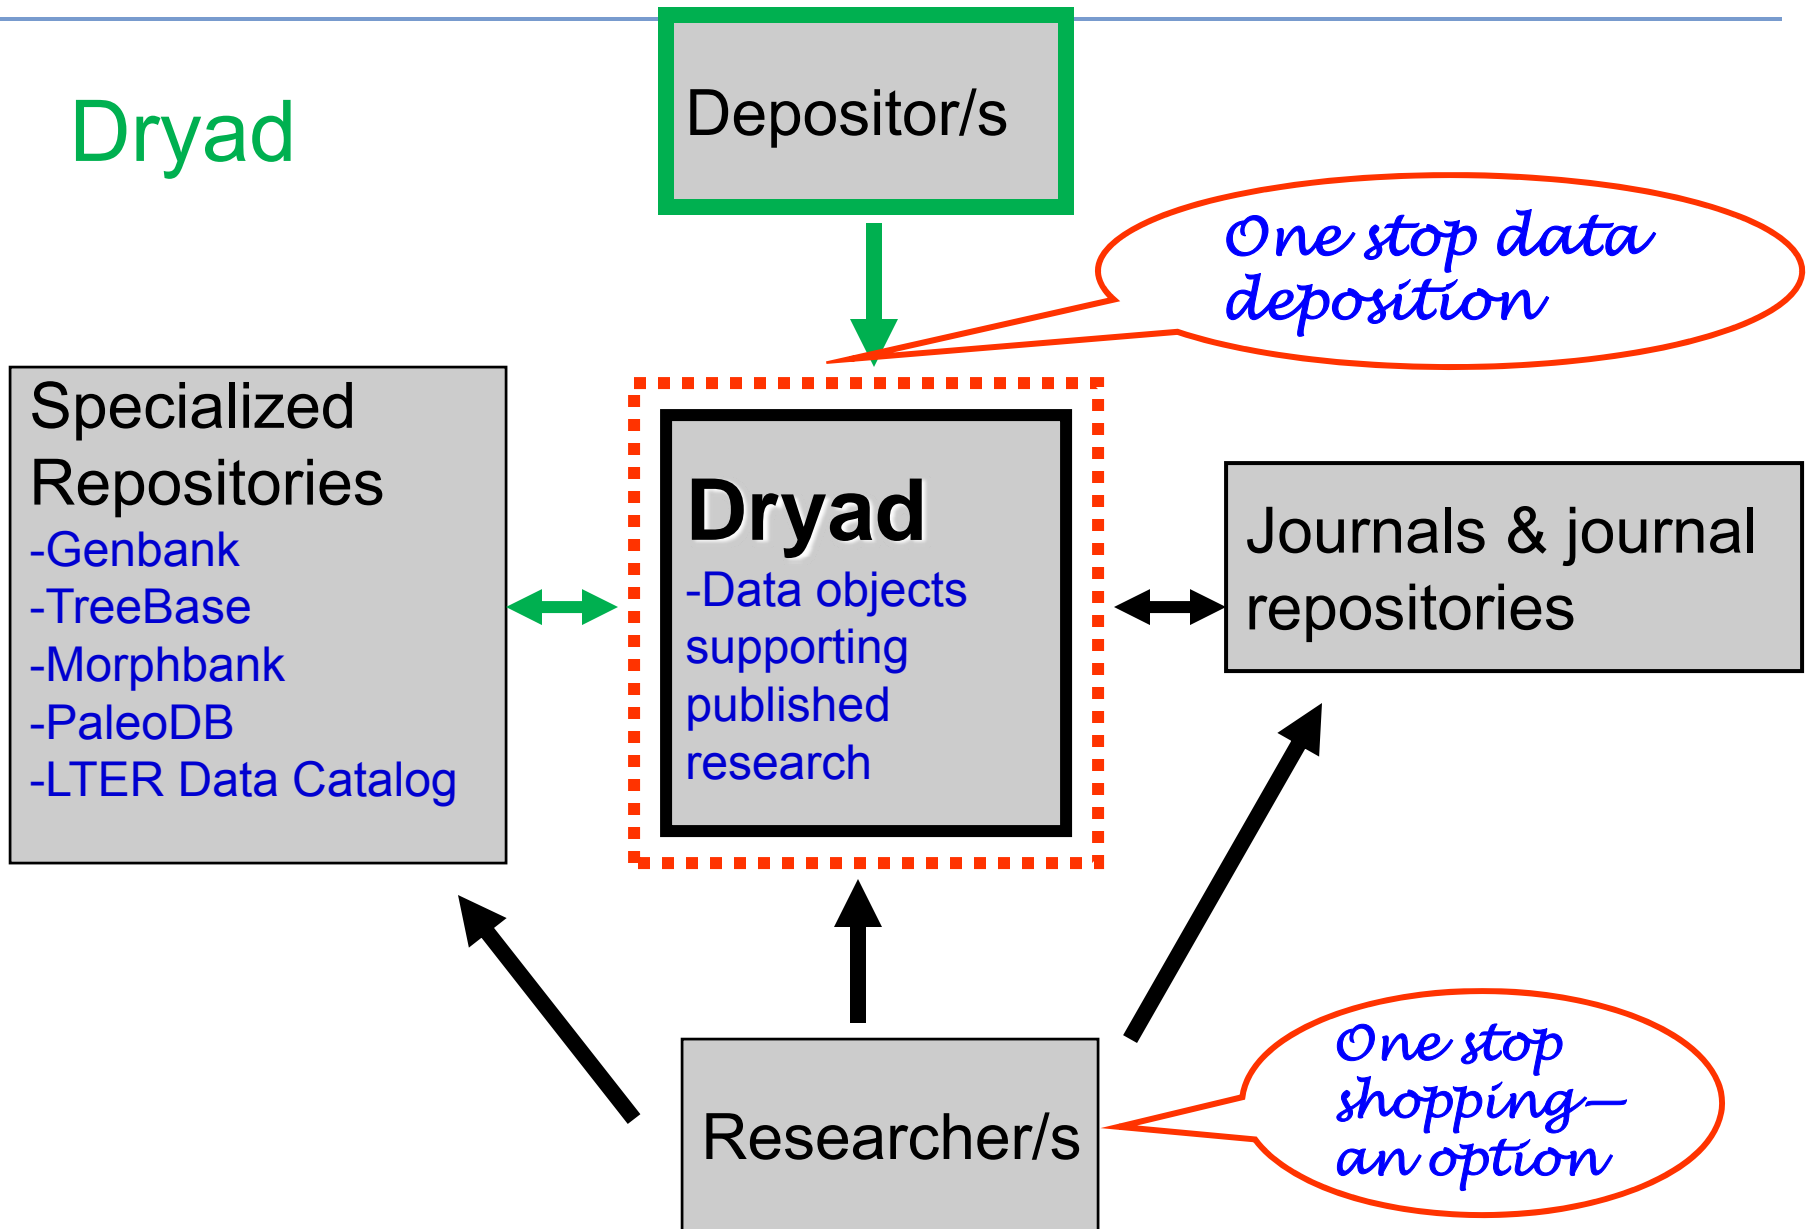 Dryad
Depositor/s
One stop data
deposition
Specialized
Repositories
-Genbank
-TreeBase
-Morphbank
-PaleoDB
-LTER Data Catalog
Dryad
-Data objects
supporting
published
research
Journals & journal
repositories
Researcher/s
One stop
shopping—
an option